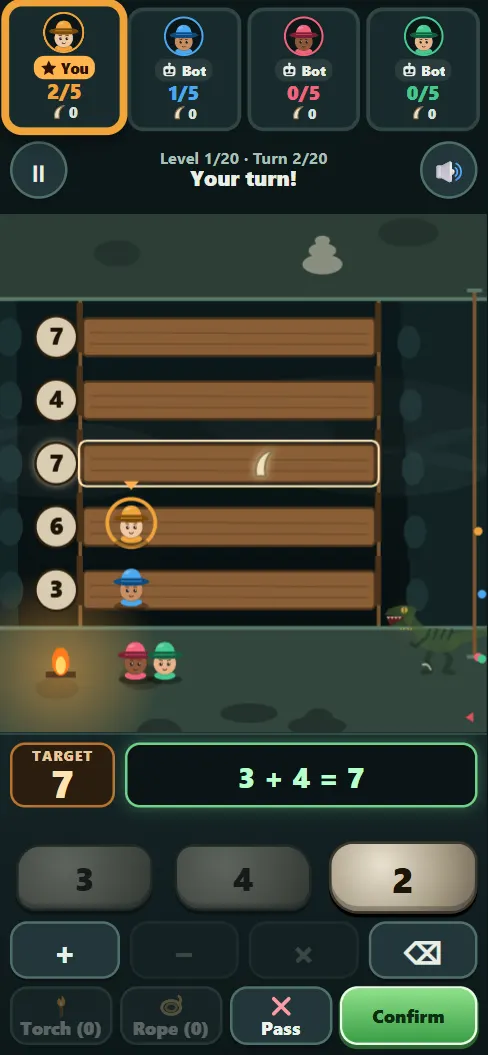 You
2/5
0
Bot
1/5
0
Bot
0/5
0
Bot
0/5
0
Level 1/20 · Turn 2/20
Your turn!
7
4
7
6
3
TARGET
7
3 + 4 = 7
3 4 2
+ − ×
Torch (0) Rope (0) Pass Confirm